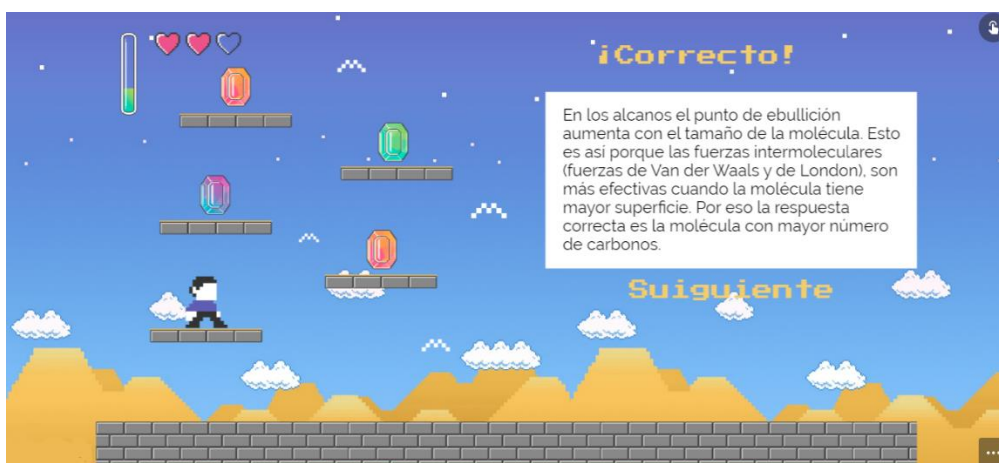 ¡Correcto!
En los alcanos el punto de ebullición
aumenta con el tamaño de la molécula. Esto
es así porque las fuerzas intermoleculares
(fuerzas de Van der Waals y de London), son
más efectivas cuando la molécula tiene
mayor superficie. Por eso la respuesta
correcta es la molécula con mayor número
de carbonos.
Suiguiente